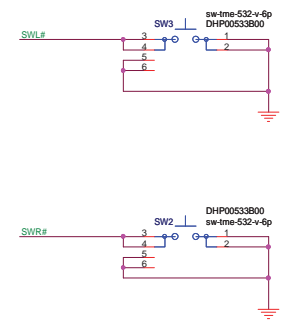 sw-tme-532-v-6p
SW3 DHP00533B00
SWL# 3 1
4 2
5
6
DHP00533B00
SW2 sw-tme-532-v-6p
SWR# 3 1
4 2
5
6